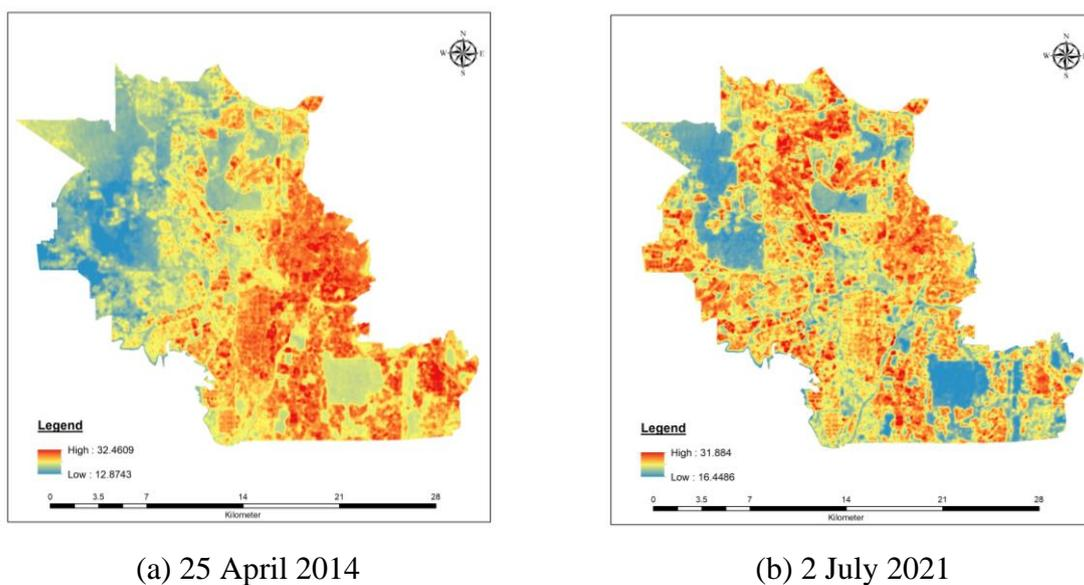 N
W E
S
Legend
High : 32.4609
Low : 12.8743
0 3.5 7 14 21 28
Kilometer
(a) 25 April 2014
N
W E
S
Legend
High : 31.884
Low : 16.4486
0 3.5 7 14 21 28
Kilometer
(b) 2 July 2021